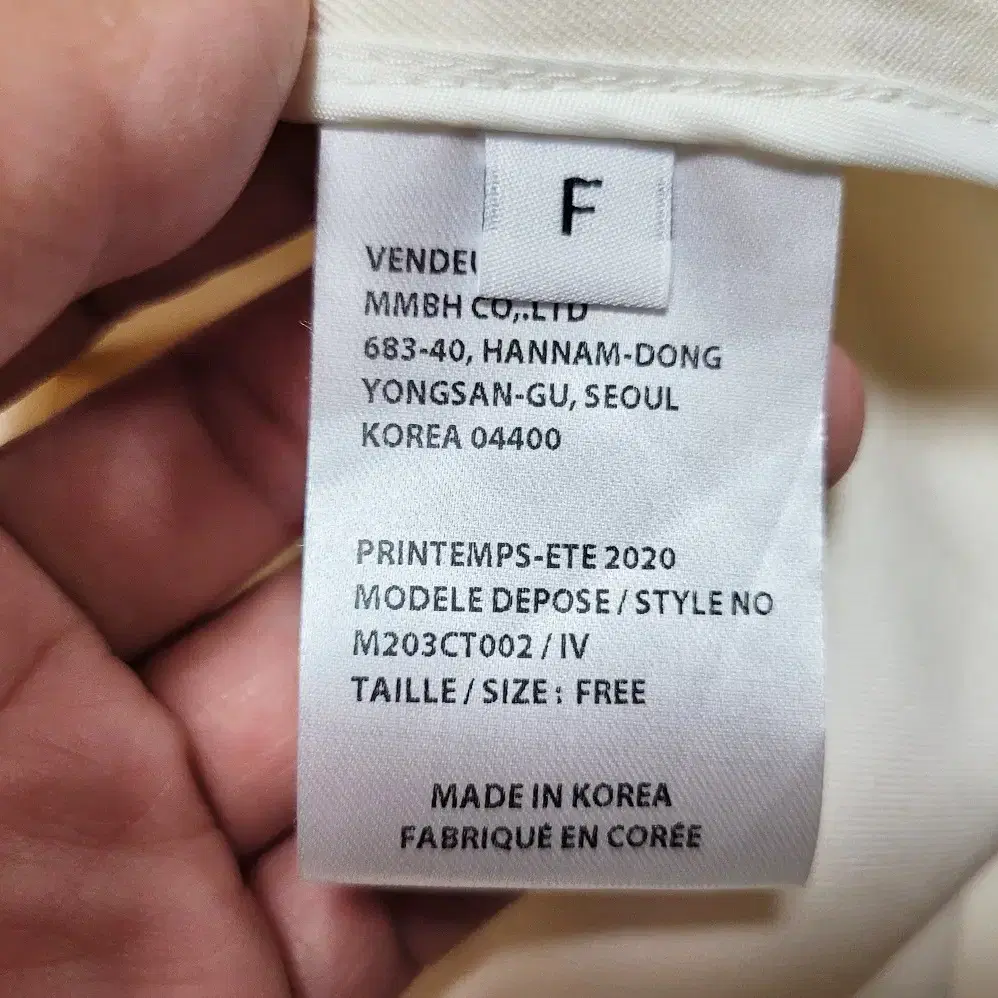 F
MMBH CO,.LTD
683-40, HANNAM-DONG
YONGSAN-GU, SEOUL
KOREA 04400
PRINTEMPS-ETE 2020
MODELE DEPOSE / STYLE NO
M203CT002 / IV
TAILLE / SIZE : FREE
MADE IN KOREA
FABRIQUÉ EN CORÉE